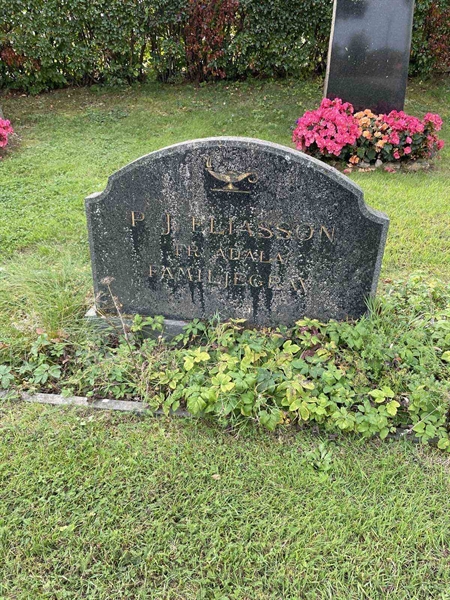 P. J. ELIASSON
FR. ÅDALA
FAMILJEGRAV